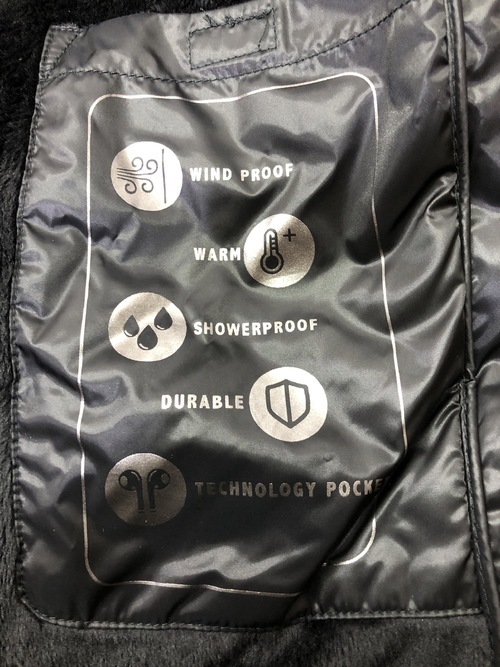 WIND PROOF
WARM
SHOWERPROOF
DURABLE
TECHNOLOGY POCKE